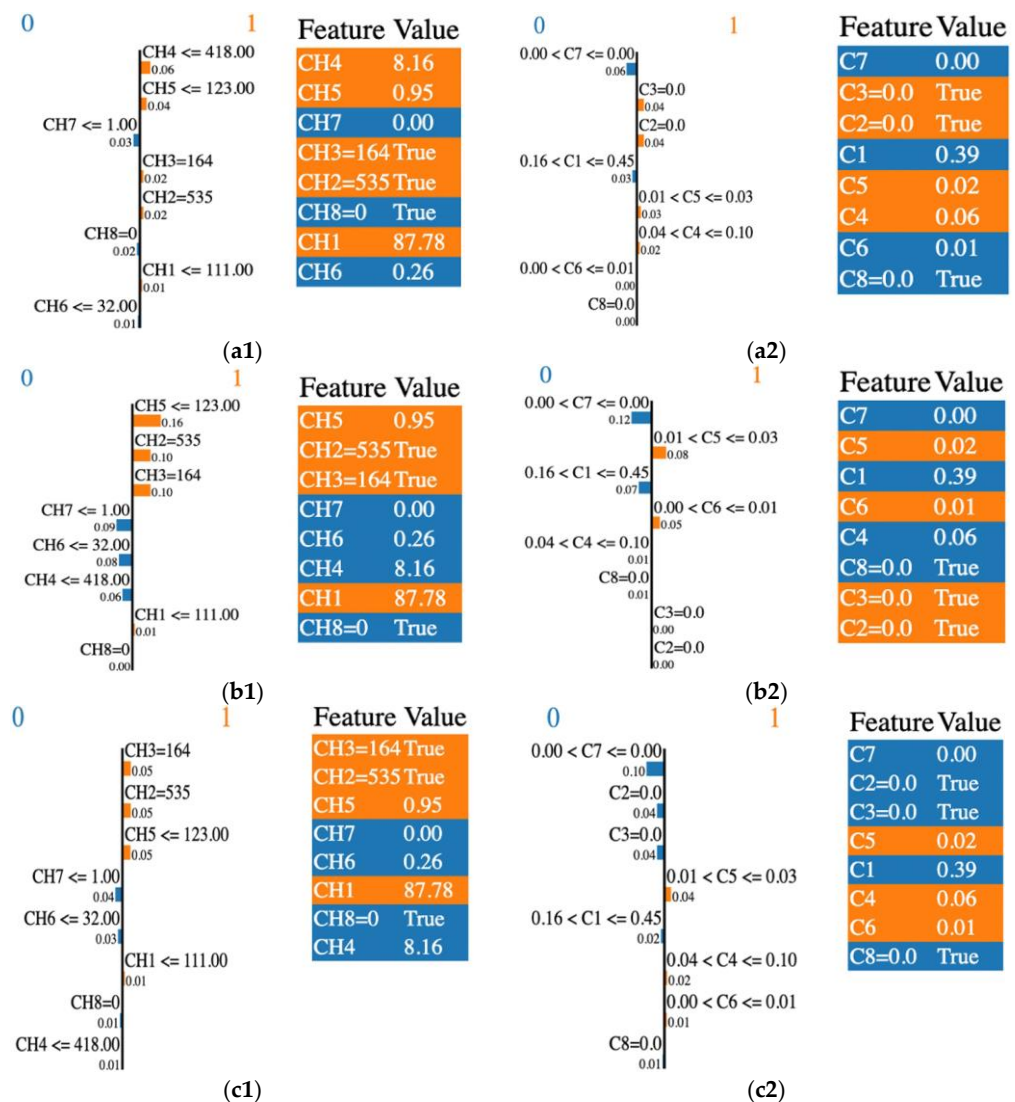 0 1
CH4 <= 418.00
0.06
CH5 <= 123.00
0.04
CH7 <= 1.00
0.03
CH3=164
0.02
CH2=535
0.02
CH8=0
0.02
CH1 <= 111.00
0.01
CH6 <= 32.00
0.01
Feature Value
CH4 8.16
CH5 0.95
CH7 0.00
CH3=164 True
CH2=535 True
CH8=0 True
CH1 87.78
CH6 0.26
(a1)
0 1
0.00 < C7 <= 0.00
0.06
C3=0.0
0.04
C2=0.0
0.04
0.16 < C1 <= 0.45
0.03
0.01 < C5 <= 0.03
0.03
0.04 < C4 <= 0.10
0.02
0.00 < C6 <= 0.01
0.00
C8=0.0
0.00
Feature Value
C7 0.00
C3=0.0 True
C2=0.0 True
C1 0.39
C5 0.02
C4 0.06
C6 0.01
C8=0.0 True
(a2)
0 1
CH5 <= 123.00
0.16
CH2=535
0.10
CH3=164
0.10
CH7 <= 1.00
0.09
CH6 <= 32.00
0.08
CH4 <= 418.00
0.06
CH1 <= 111.00
0.01
CH8=0
0.00
Feature Value
CH5 0.95
CH2=535 True
CH3=164 True
CH7 0.00
CH6 0.26
CH4 8.16
CH1 87.78
CH8=0 True
(b1)
0 1
0.00 < C7 <= 0.00
0.12
0.01 < C5 <= 0.03
0.08
0.16 < C1 <= 0.45
0.07
0.00 < C6 <= 0.01
0.05
0.04 < C4 <= 0.10
0.01
C8=0.0
0.01
C3=0.0
0.00
C2=0.0
0.00
Feature Value
C7 0.00
C5 0.02
C1 0.39
C6 0.01
C4 0.06
C8=0.0 True
C3=0.0 True
C2=0.0 True
(b2)
0 1
CH3=164
0.05
CH2=535
0.05
CH5 <= 123.00
0.05
CH7 <= 1.00
0.04
CH6 <= 32.00
0.03
CH1 <= 111.00
0.01
CH8=0
0.01
CH4 <= 418.00
0.01
Feature Value
CH3=164 True
CH2=535 True
CH5 0.95
CH7 0.00
CH6 0.26
CH1 87.78
CH8=0 True
CH4 8.16
(c1)
0 1
0.00 < C7 <= 0.00
0.10
C2=0.0
0.04
C3=0.0
0.04
0.01 < C5 <= 0.03
0.04
0.16 < C1 <= 0.45
0.02
0.04 < C4 <= 0.10
0.02
0.00 < C6 <= 0.01
0.01
C8=0.0
0.01
Feature Value
C7 0.00
C2=0.0 True
C3=0.0 True
C5 0.02
C1 0.39
C4 0.06
C6 0.01
C8=0.0 True
(c2)